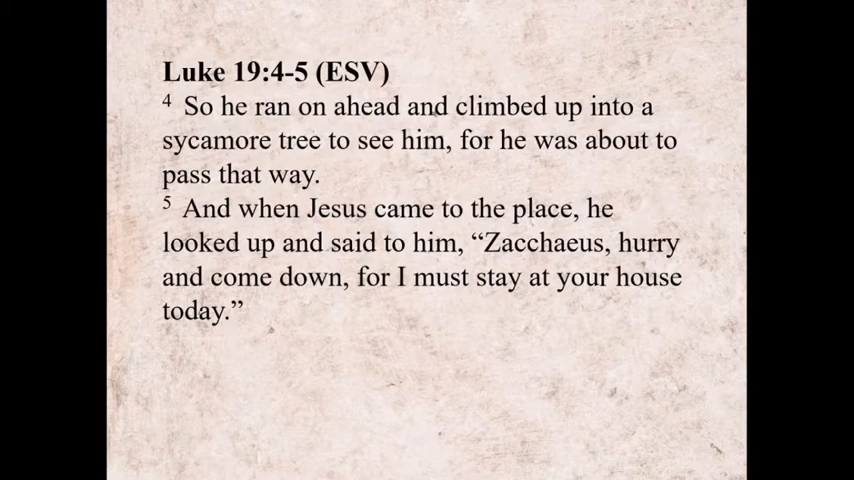 Luke 19:4-5 (ESV)
4 So he ran on ahead and climbed up into a
sycamore tree to see him, for he was about to
pass that way.
5 And when Jesus came to the place, he
looked up and said to him, “Zacchaeus, hurry
and come down, for I must stay at your house
today.”